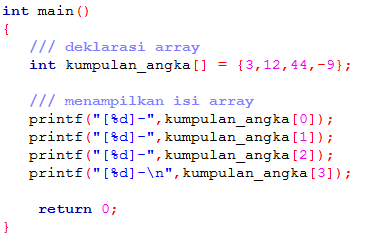 int main()
{
/// deklarasi array
int kumpulan_angka[] = {3,12,44,-9};
/// menampilkan isi array
printf("[%d]-",kumpulan_angka[0]);
printf("[%d]-",kumpulan_angka[1]);
printf("[%d]-",kumpulan_angka[2]);
printf("[%d]-\n",kumpulan_angka[3]);
return 0;
}